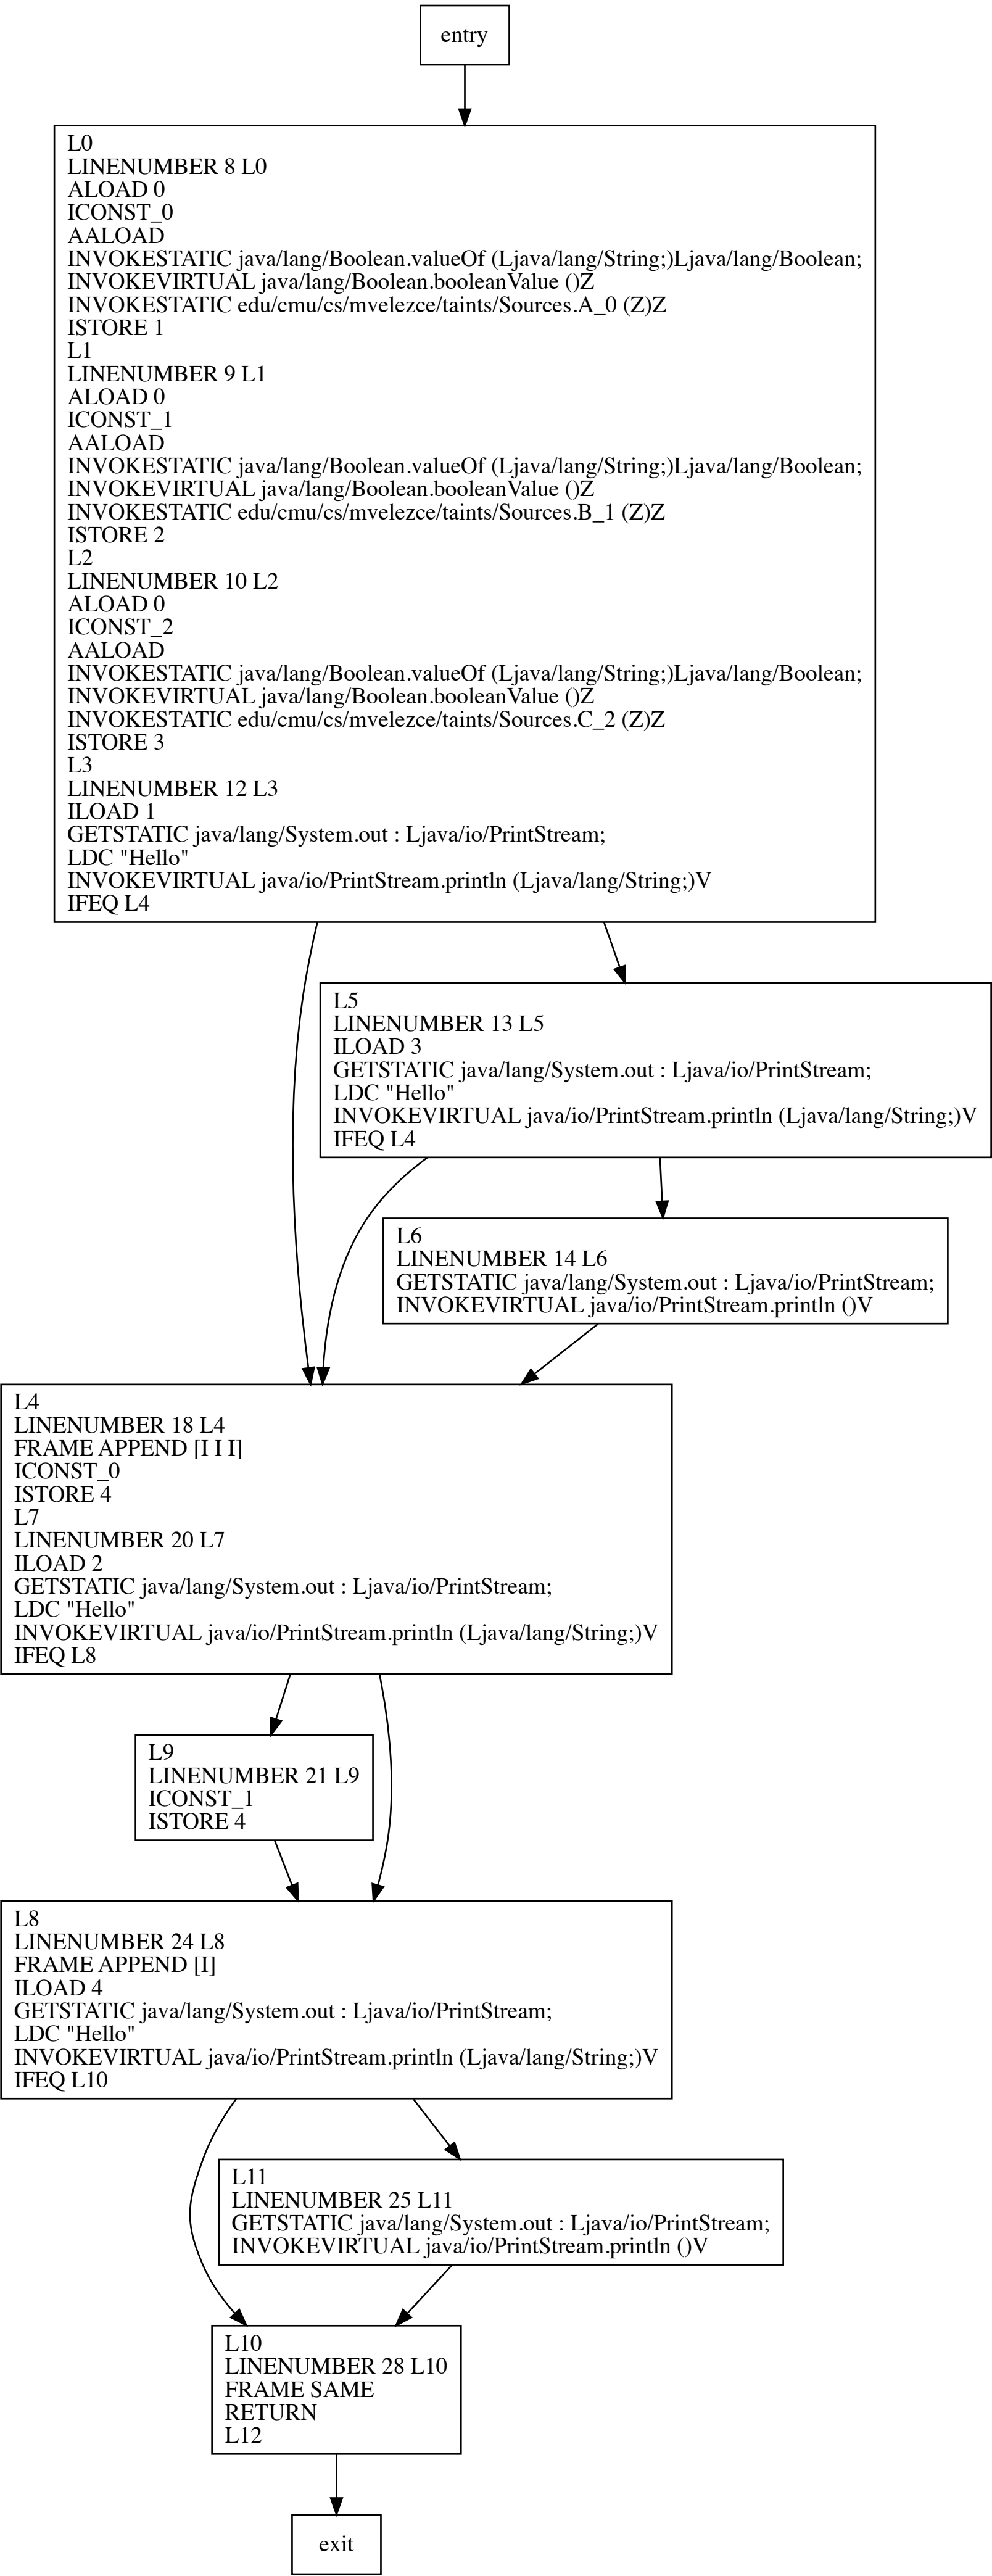 entry
L0
LINENUMBER 8 L0
ALOAD 0
ICONST_0
AALOAD
INVOKESTATIC java/lang/Boolean.valueOf (Ljava/lang/String;)Ljava/lang/Boolean;
INVOKEVIRTUAL java/lang/Boolean.booleanValue ()Z
INVOKESTATIC edu/cmu/cs/mvelezce/taints/Sources.A_0 (Z)Z
ISTORE 1
L1
LINENUMBER 9 L1
ALOAD 0
ICONST_1
AALOAD
INVOKESTATIC java/lang/Boolean.valueOf (Ljava/lang/String;)Ljava/lang/Boolean;
INVOKEVIRTUAL java/lang/Boolean.booleanValue ()Z
INVOKESTATIC edu/cmu/cs/mvelezce/taints/Sources.B_1 (Z)Z
ISTORE 2
L2
LINENUMBER 10 L2
ALOAD 0
ICONST_2
AALOAD
INVOKESTATIC java/lang/Boolean.valueOf (Ljava/lang/String;)Ljava/lang/Boolean;
INVOKEVIRTUAL java/lang/Boolean.booleanValue ()Z
INVOKESTATIC edu/cmu/cs/mvelezce/taints/Sources.C_2 (Z)Z
ISTORE 3
L3
LINENUMBER 12 L3
ILOAD 1
GETSTATIC java/lang/System.out : Ljava/io/PrintStream;
LDC "Hello"
INVOKEVIRTUAL java/io/PrintStream.println (Ljava/lang/String;)V
IFEQ L4
L5
LINENUMBER 13 L5
ILOAD 3
GETSTATIC java/lang/System.out : Ljava/io/PrintStream;
LDC "Hello"
INVOKEVIRTUAL java/io/PrintStream.println (Ljava/lang/String;)V
IFEQ L4
L6
LINENUMBER 14 L6
GETSTATIC java/lang/System.out : Ljava/io/PrintStream;
INVOKEVIRTUAL java/io/PrintStream.println ()V
L4
LINENUMBER 18 L4
FRAME APPEND [I I I]
ICONST_0
ISTORE 4
L7
LINENUMBER 20 L7
ILOAD 2
GETSTATIC java/lang/System.out : Ljava/io/PrintStream;
LDC "Hello"
INVOKEVIRTUAL java/io/PrintStream.println (Ljava/lang/String;)V
IFEQ L8
L9
LINENUMBER 21 L9
ICONST_1
ISTORE 4
L8
LINENUMBER 24 L8
FRAME APPEND [I]
ILOAD 4
GETSTATIC java/lang/System.out : Ljava/io/PrintStream;
LDC "Hello"
INVOKEVIRTUAL java/io/PrintStream.println (Ljava/lang/String;)V
IFEQ L10
L11
LINENUMBER 25 L11
GETSTATIC java/lang/System.out : Ljava/io/PrintStream;
INVOKEVIRTUAL java/io/PrintStream.println ()V
L10
LINENUMBER 28 L10
FRAME SAME
RETURN
L12
exit